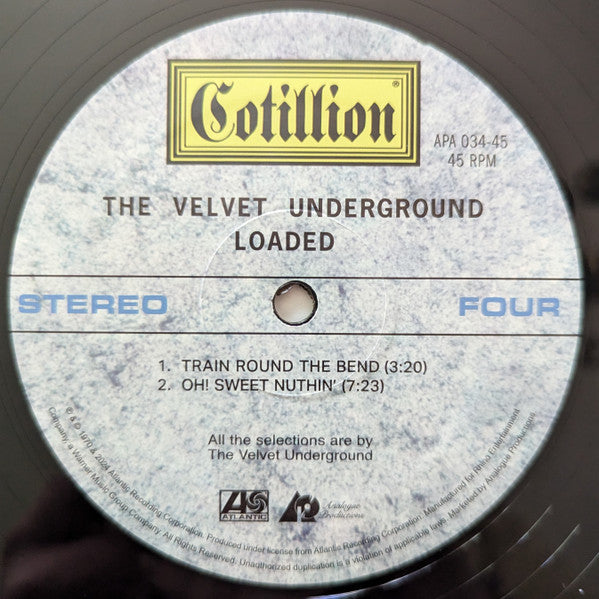 Cotillion®
APA 034-45
45 RPM
THE VELVET UNDERGROUND
LOADED
STEREO
FOUR
1. TRAIN ROUND THE BEND (3:20)
2. OH! SWEET NUTHIN' (7:23)
All the selections are by
The Velvet Underground
ATLANTIC
Analogue
Productions
℗ & © 1970 & 2024 Atlantic Recording Corporation. Produced under license from Atlantic Recording Corporation. Manufactured for Rhino Entertainment
Company, a Warner Music Group Company. All Rights Reserved. Unauthorized duplication is a violation of applicable laws. Marketed by Analogue Productions.